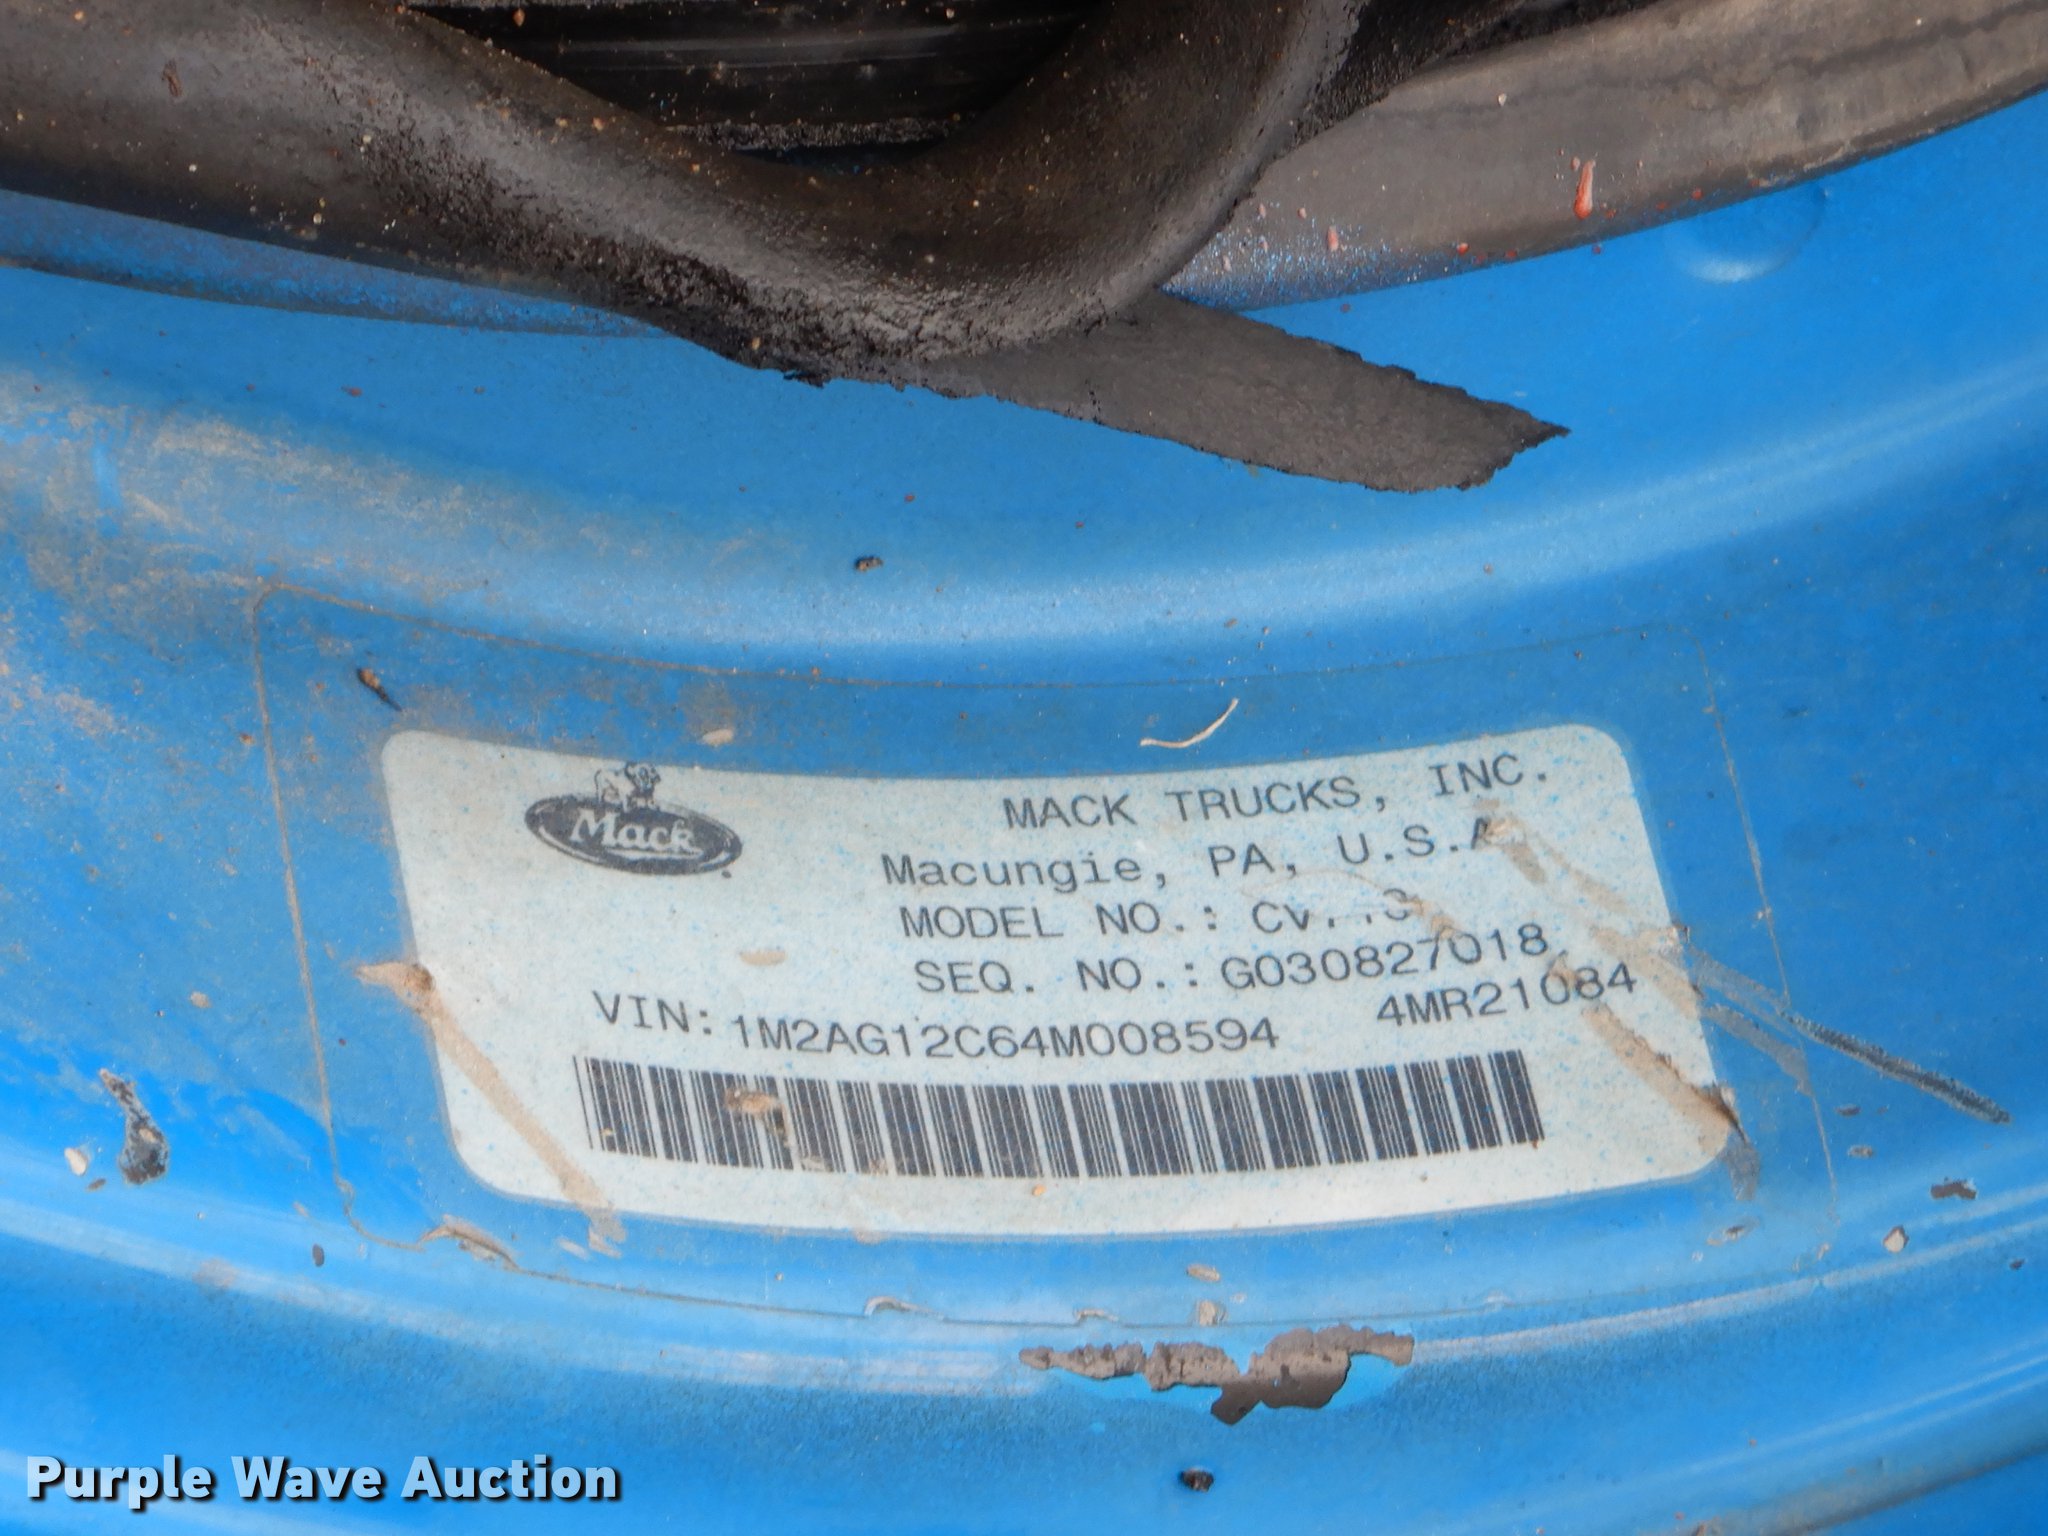 Mack
MACK TRUCKS, INC.
Macungie, PA, U.S.A.
MODEL NO.:
SEQ. NO.: G030827018
VIN: 1M2AG12C64M008594 4MR21084
Purple Wave Auction